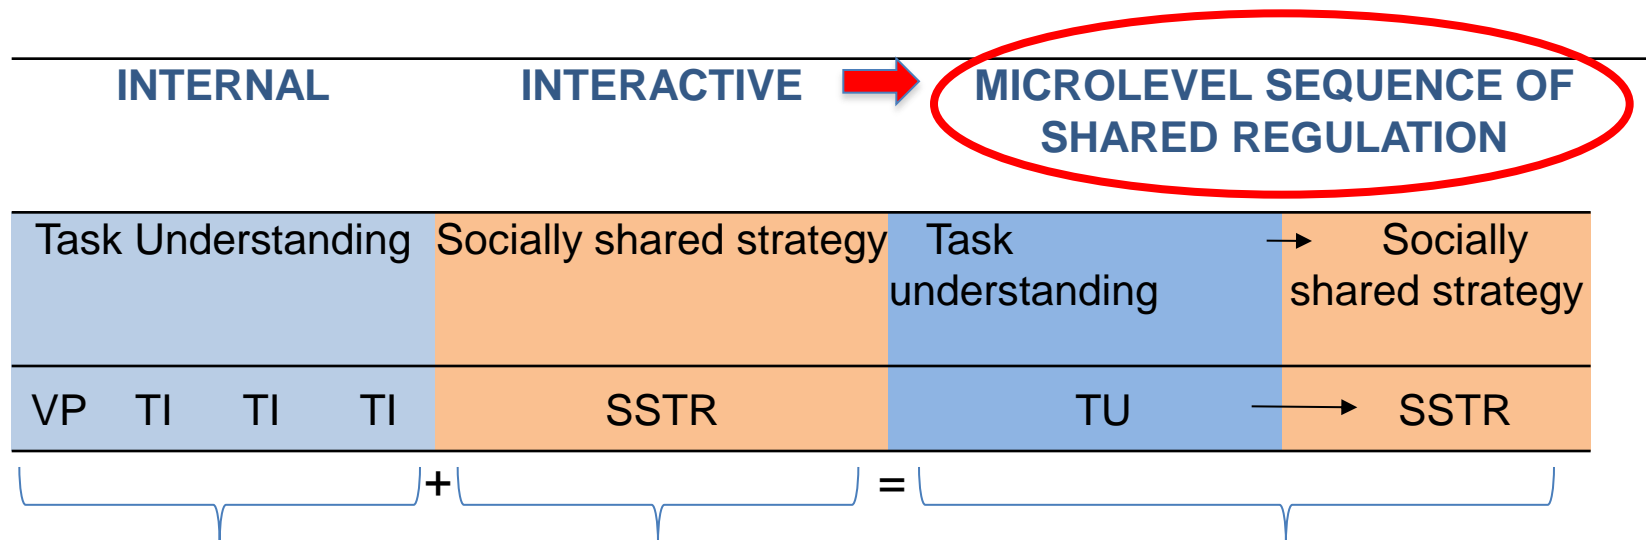 INTERNAL INTERACTIVE MICROLEVEL SEQUENCE OF
SHARED REGULATION
Task Understanding Socially shared strategy Task Socially
understanding shared strategy
VP TI TI TI SSTR TU SSTR
+ =